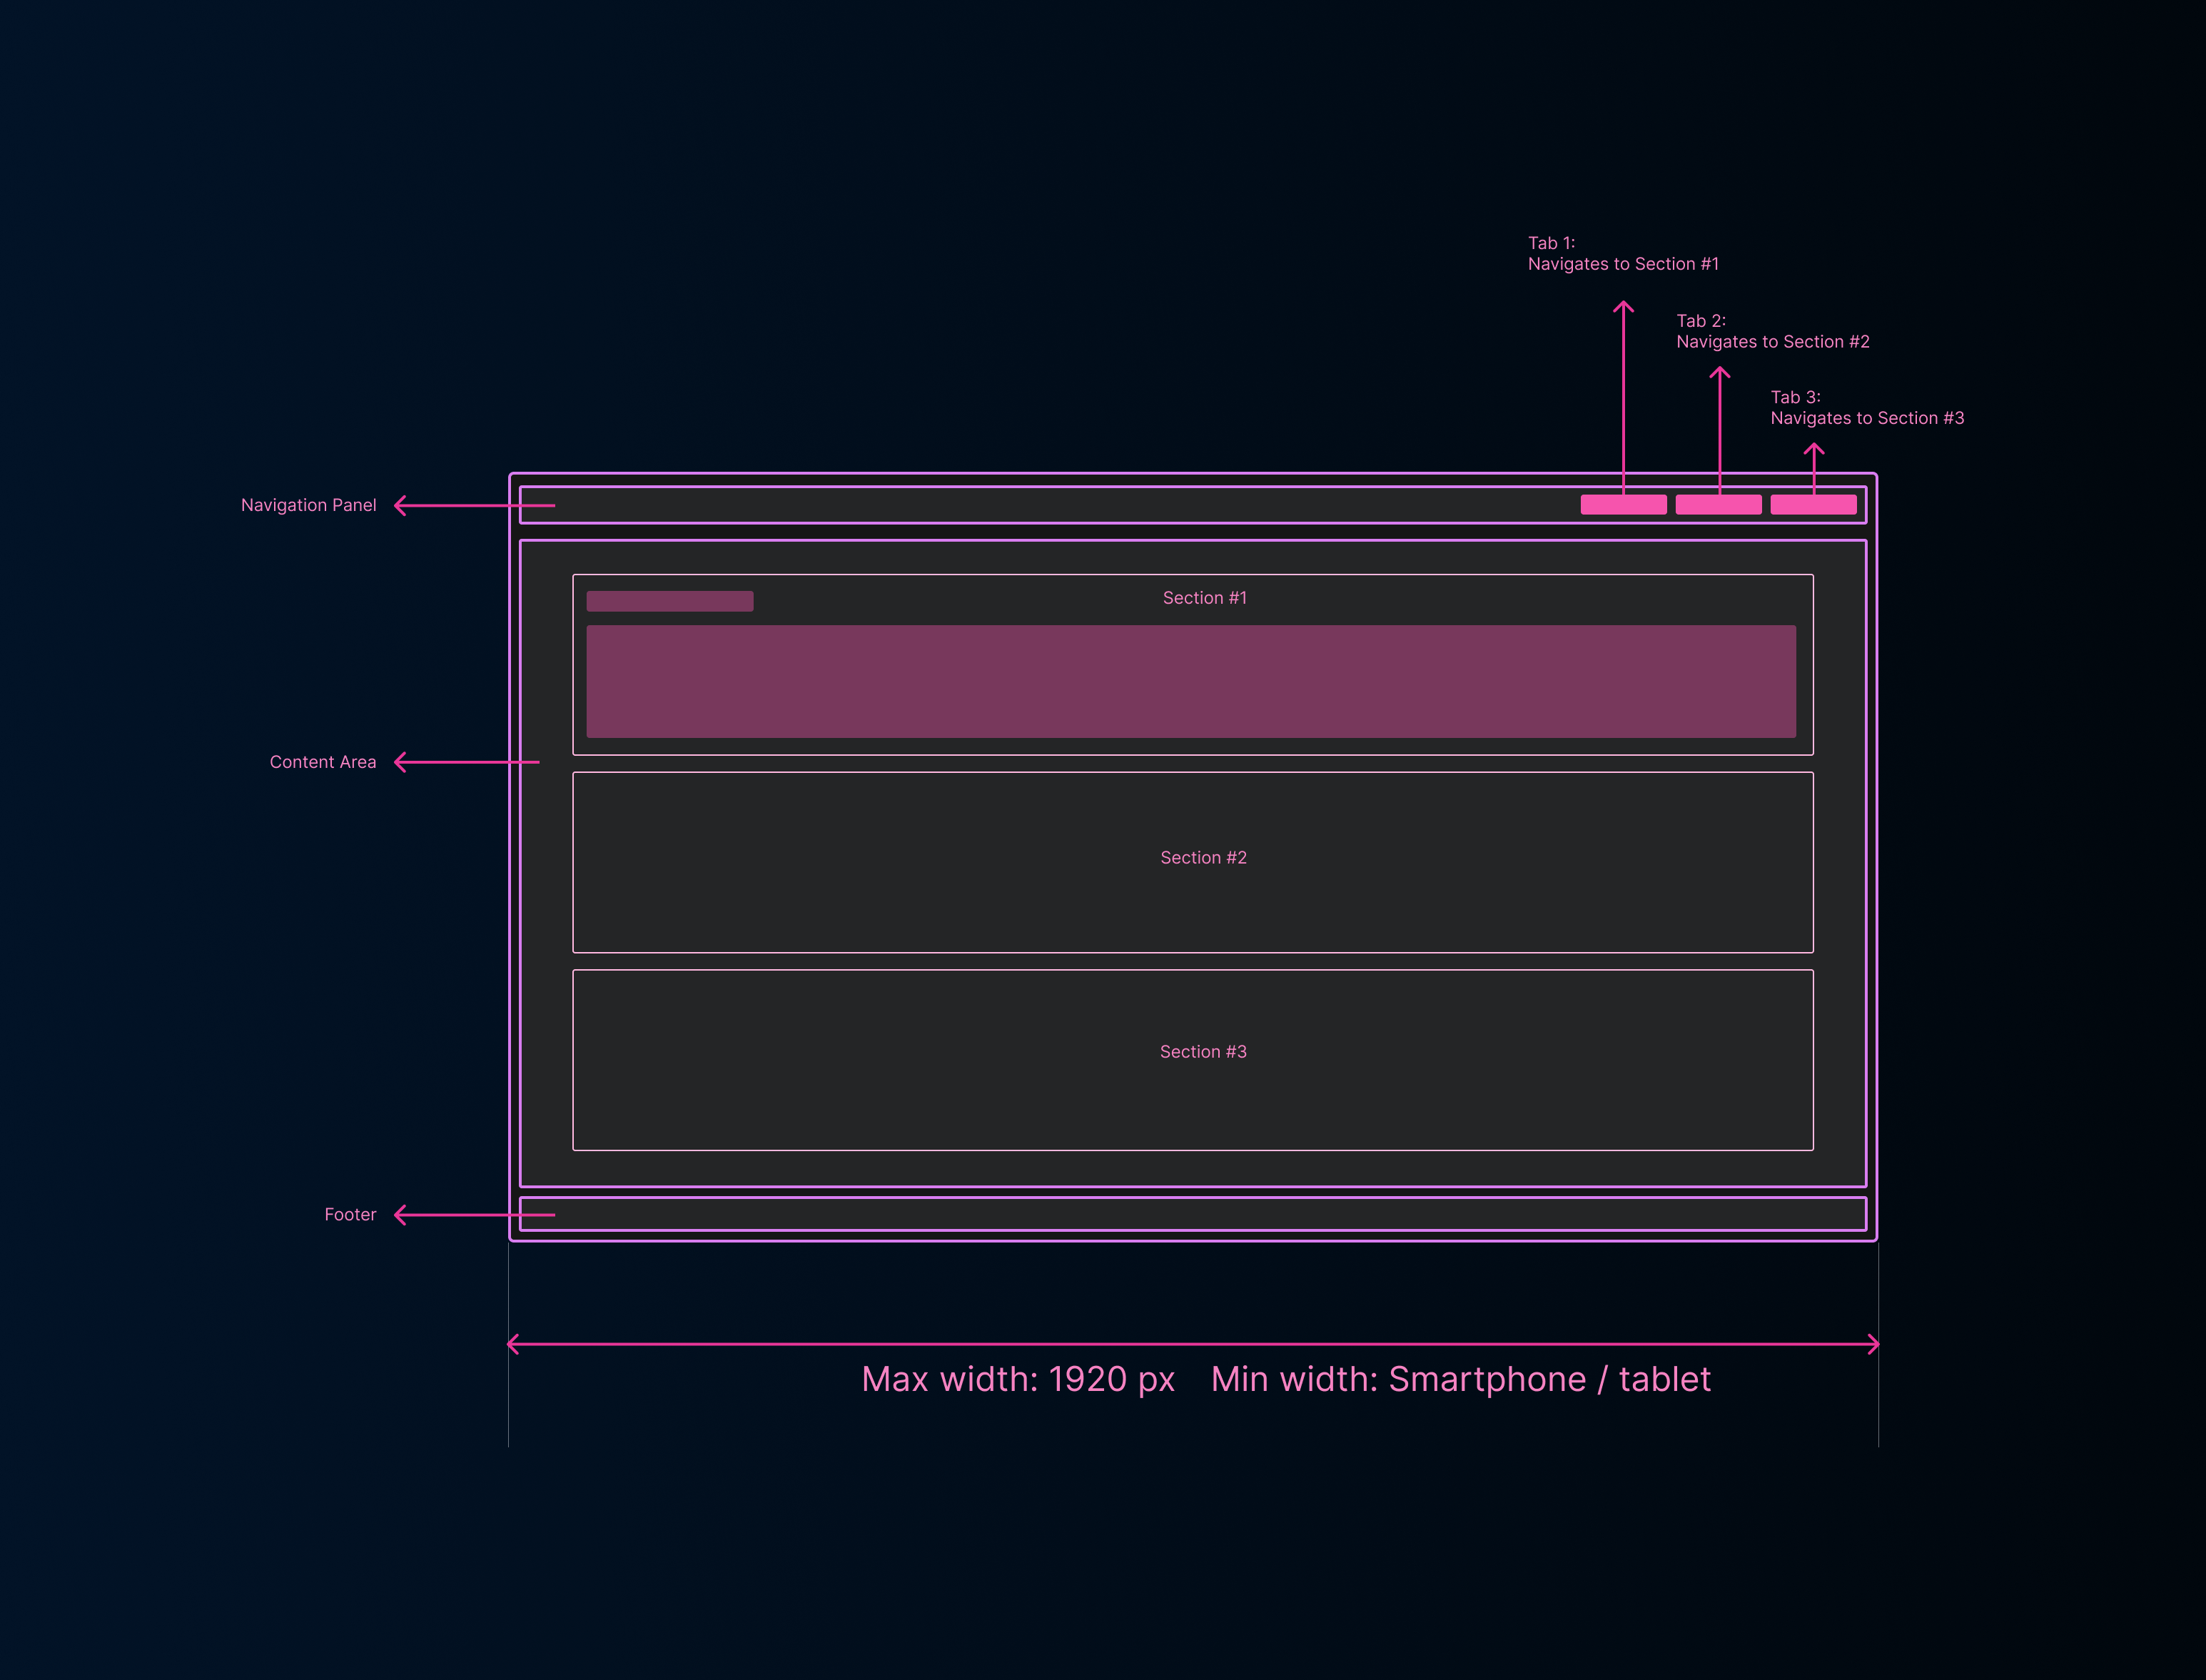 Tab 1:
Navigates to Section #1
Tab 2:
Navigates to Section #2
Tab 3:
Navigates to Section #3
Navigation Panel
Section #1
Content Area
Section #2
Section #3
Footer
Max width: 1920 px Min width: Smartphone / tablet